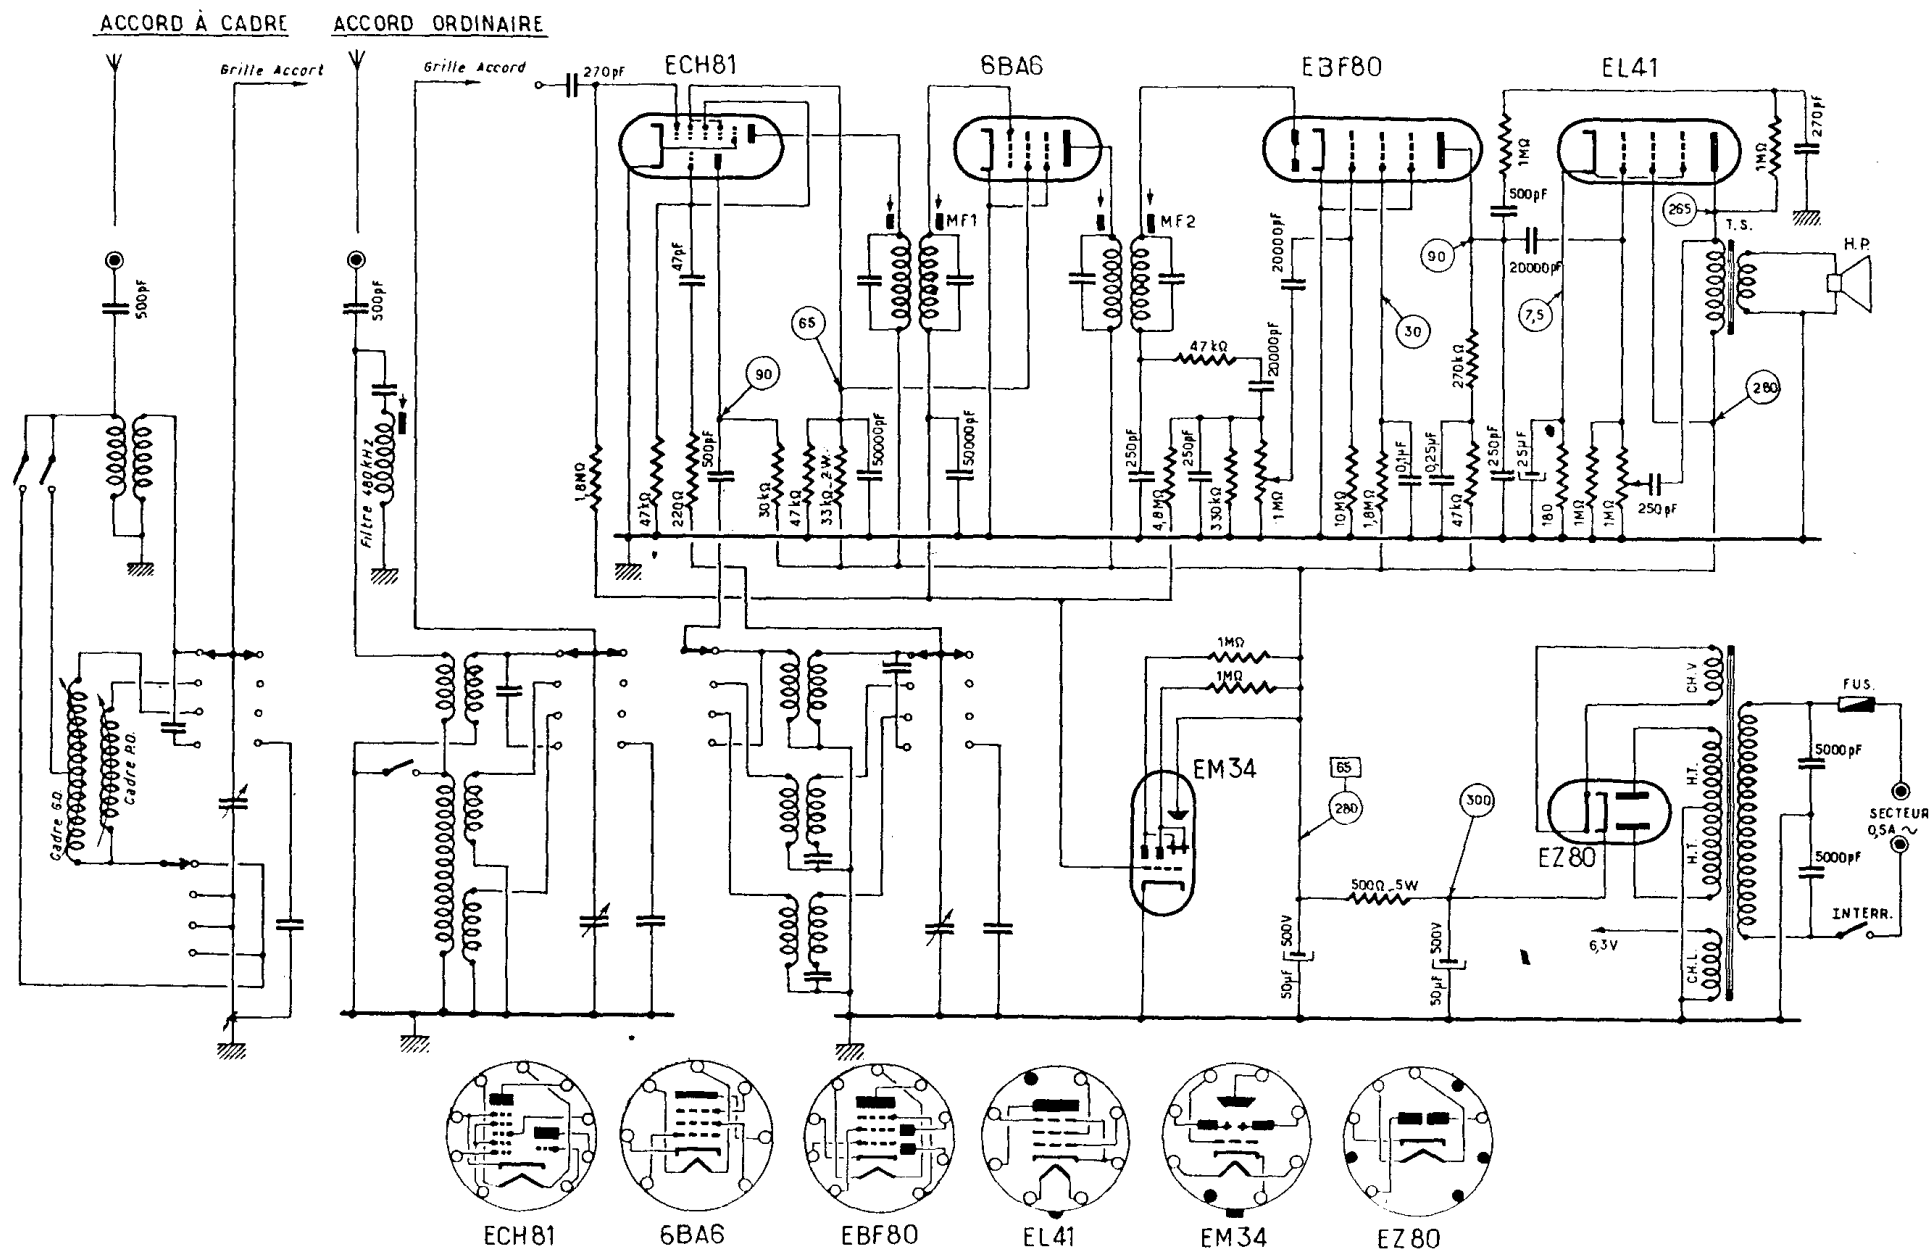 ACCORD À CADRE
ACCORD ORDINAIRE
Grille Accort
Grille Accord
270pF
ECH81
6BA6
EBF80
EL41
1MΩ
500pF
1MΩ
270pF
265
T.S.
H.P.
MF1
MF2
20000pF
90
20000pF
7,5
30
500pF
500pF
47pF
65
90
47kΩ
20000pF
270kΩ
280
Filtre 480kHz
1,8MΩ
47kΩ
220Ω
500pF
30kΩ
47kΩ
33kΩ-2W.
50000pF
50000pF
250pF
4,8MΩ
250pF
330kΩ
1MΩ
10MΩ
1,8MΩ
0,1µF
0,25µF
47kΩ
250pF
25µF
180
1MΩ
1MΩ
250pF
Cadre G.O.
Cadre P.O.
1MΩ
1MΩ
EM34
65
280
300
500Ω-5W
50µF 500V
50µF 500V
EZ80
6,3V
CH.V
H.T.
H.T.
CH.L.
FUS.
5000pF
5000pF
SECTEUR
0,5A ~
INTERR.
ECH81
6BA6
EBF80
EL41
EM34
EZ80